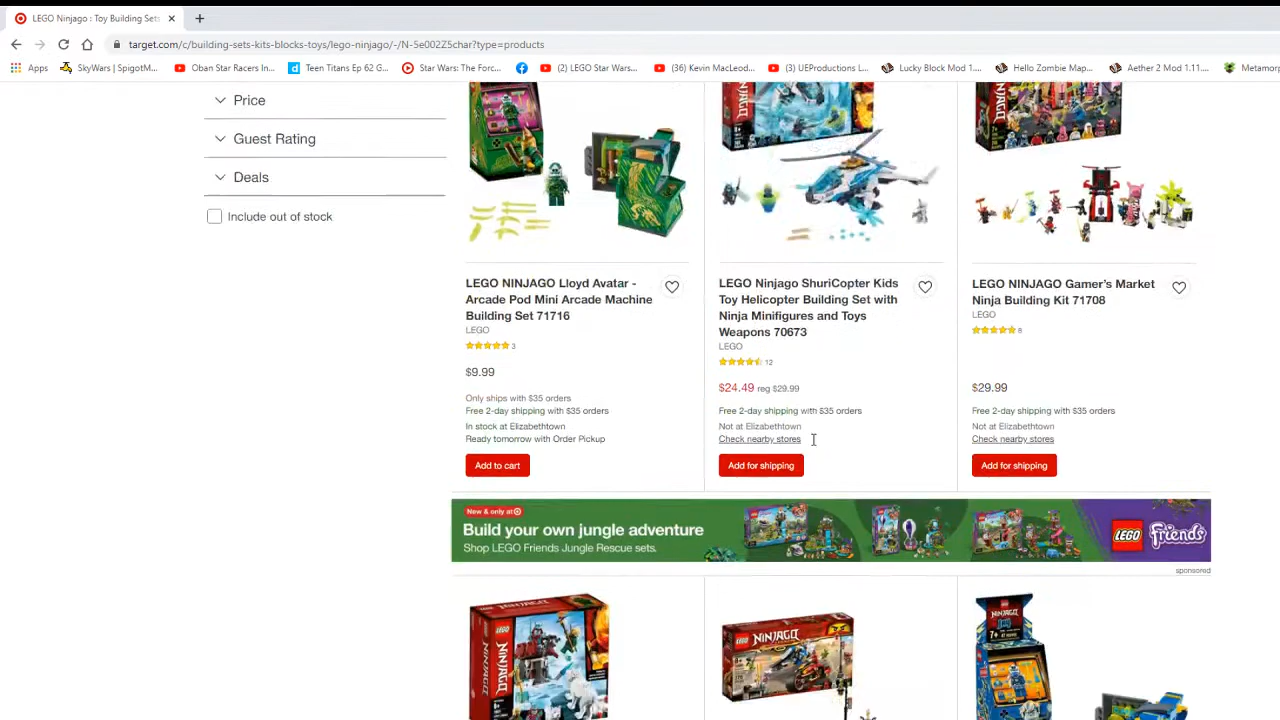 LEGO Ninjago : Toy Building Sets
target.com/c/building-sets-kits-blocks-toys/lego-ninjago/-/N-5e002Z5char?type=products
Apps
SkyWars | SpigotM...
Oban Star Racers In...
Teen Titans Ep 62 G...
Star Wars: The Forc...
(2) LEGO Star Wars...
(36) Kevin MacLeod...
(3) UEProductions L...
Lucky Block Mod 1....
Hello Zombie Map...
Aether 2 Mod 1.11....
Metamorp
Price
Guest Rating
Deals
Include out of stock
LEGO NINJAGO Lloyd Avatar -
Arcade Pod Mini Arcade Machine
Building Set 71716
LEGO
3
$9.99
Only ships with $35 orders
Free 2-day shipping with $35 orders
In stock at Elizabethtown
Ready tomorrow with Order Pickup
Add to cart
LEGO Ninjago ShuriCopter Kids
Toy Helicopter Building Set with
Ninja Minifigures and Toys
Weapons 70673
LEGO
12
$24.49 reg $29.99
Free 2-day shipping with $35 orders
Not at Elizabethtown
Check nearby stores
Add for shipping
NINJAGO
LEGO NINJAGO Gamer's Market
Ninja Building Kit 71708
LEGO
8
$29.99
Free 2-day shipping with $35 orders
Not at Elizabethtown
Check nearby stores
Add for shipping
New & only at
Build your own jungle adventure
Shop LEGO Friends Jungle Rescue sets.
LEGO friends
sponsored
LEGO
NINJAGO
LEGO NINJAGO
LEGO NINJAGO
7+